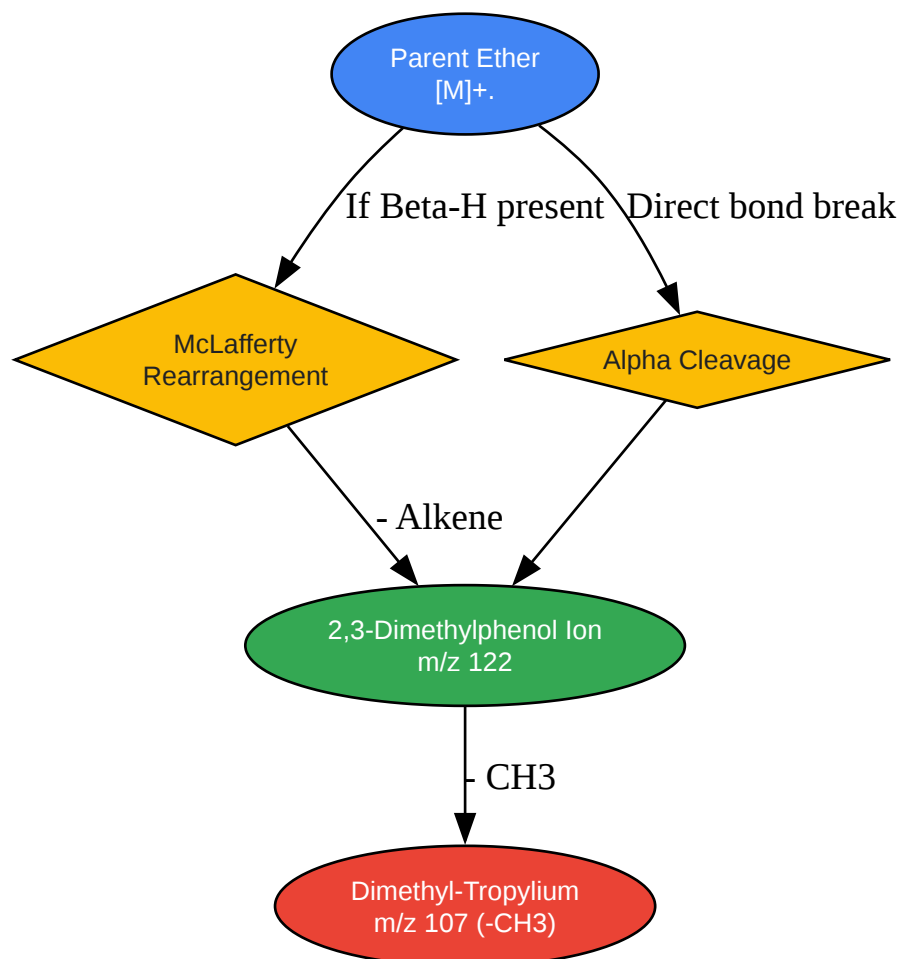 Parent Ether
[M]+.
If Beta-H present
Direct bond break
McLafferty
Rearrangement
Alpha Cleavage
- Alkene
2,3-Dimethylphenol Ion
m/z 122
- CH3
Dimethyl-Tropylium
m/z 107 (-CH3)